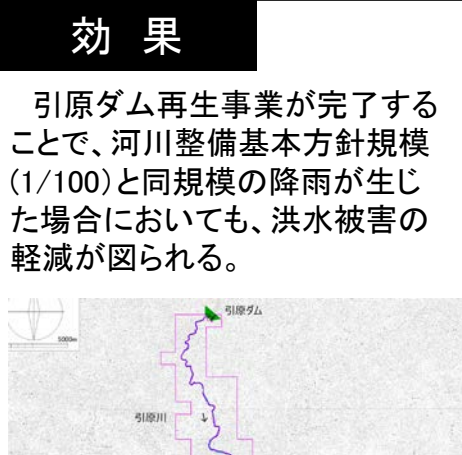 効 果
引原ダム再生事業が完了する
ことで、河川整備基本方針規模
(1/100)と同規模の降雨が生じ
た場合においても、洪水被害の
軽減が図られる。
引原ダム
5000m
引原川